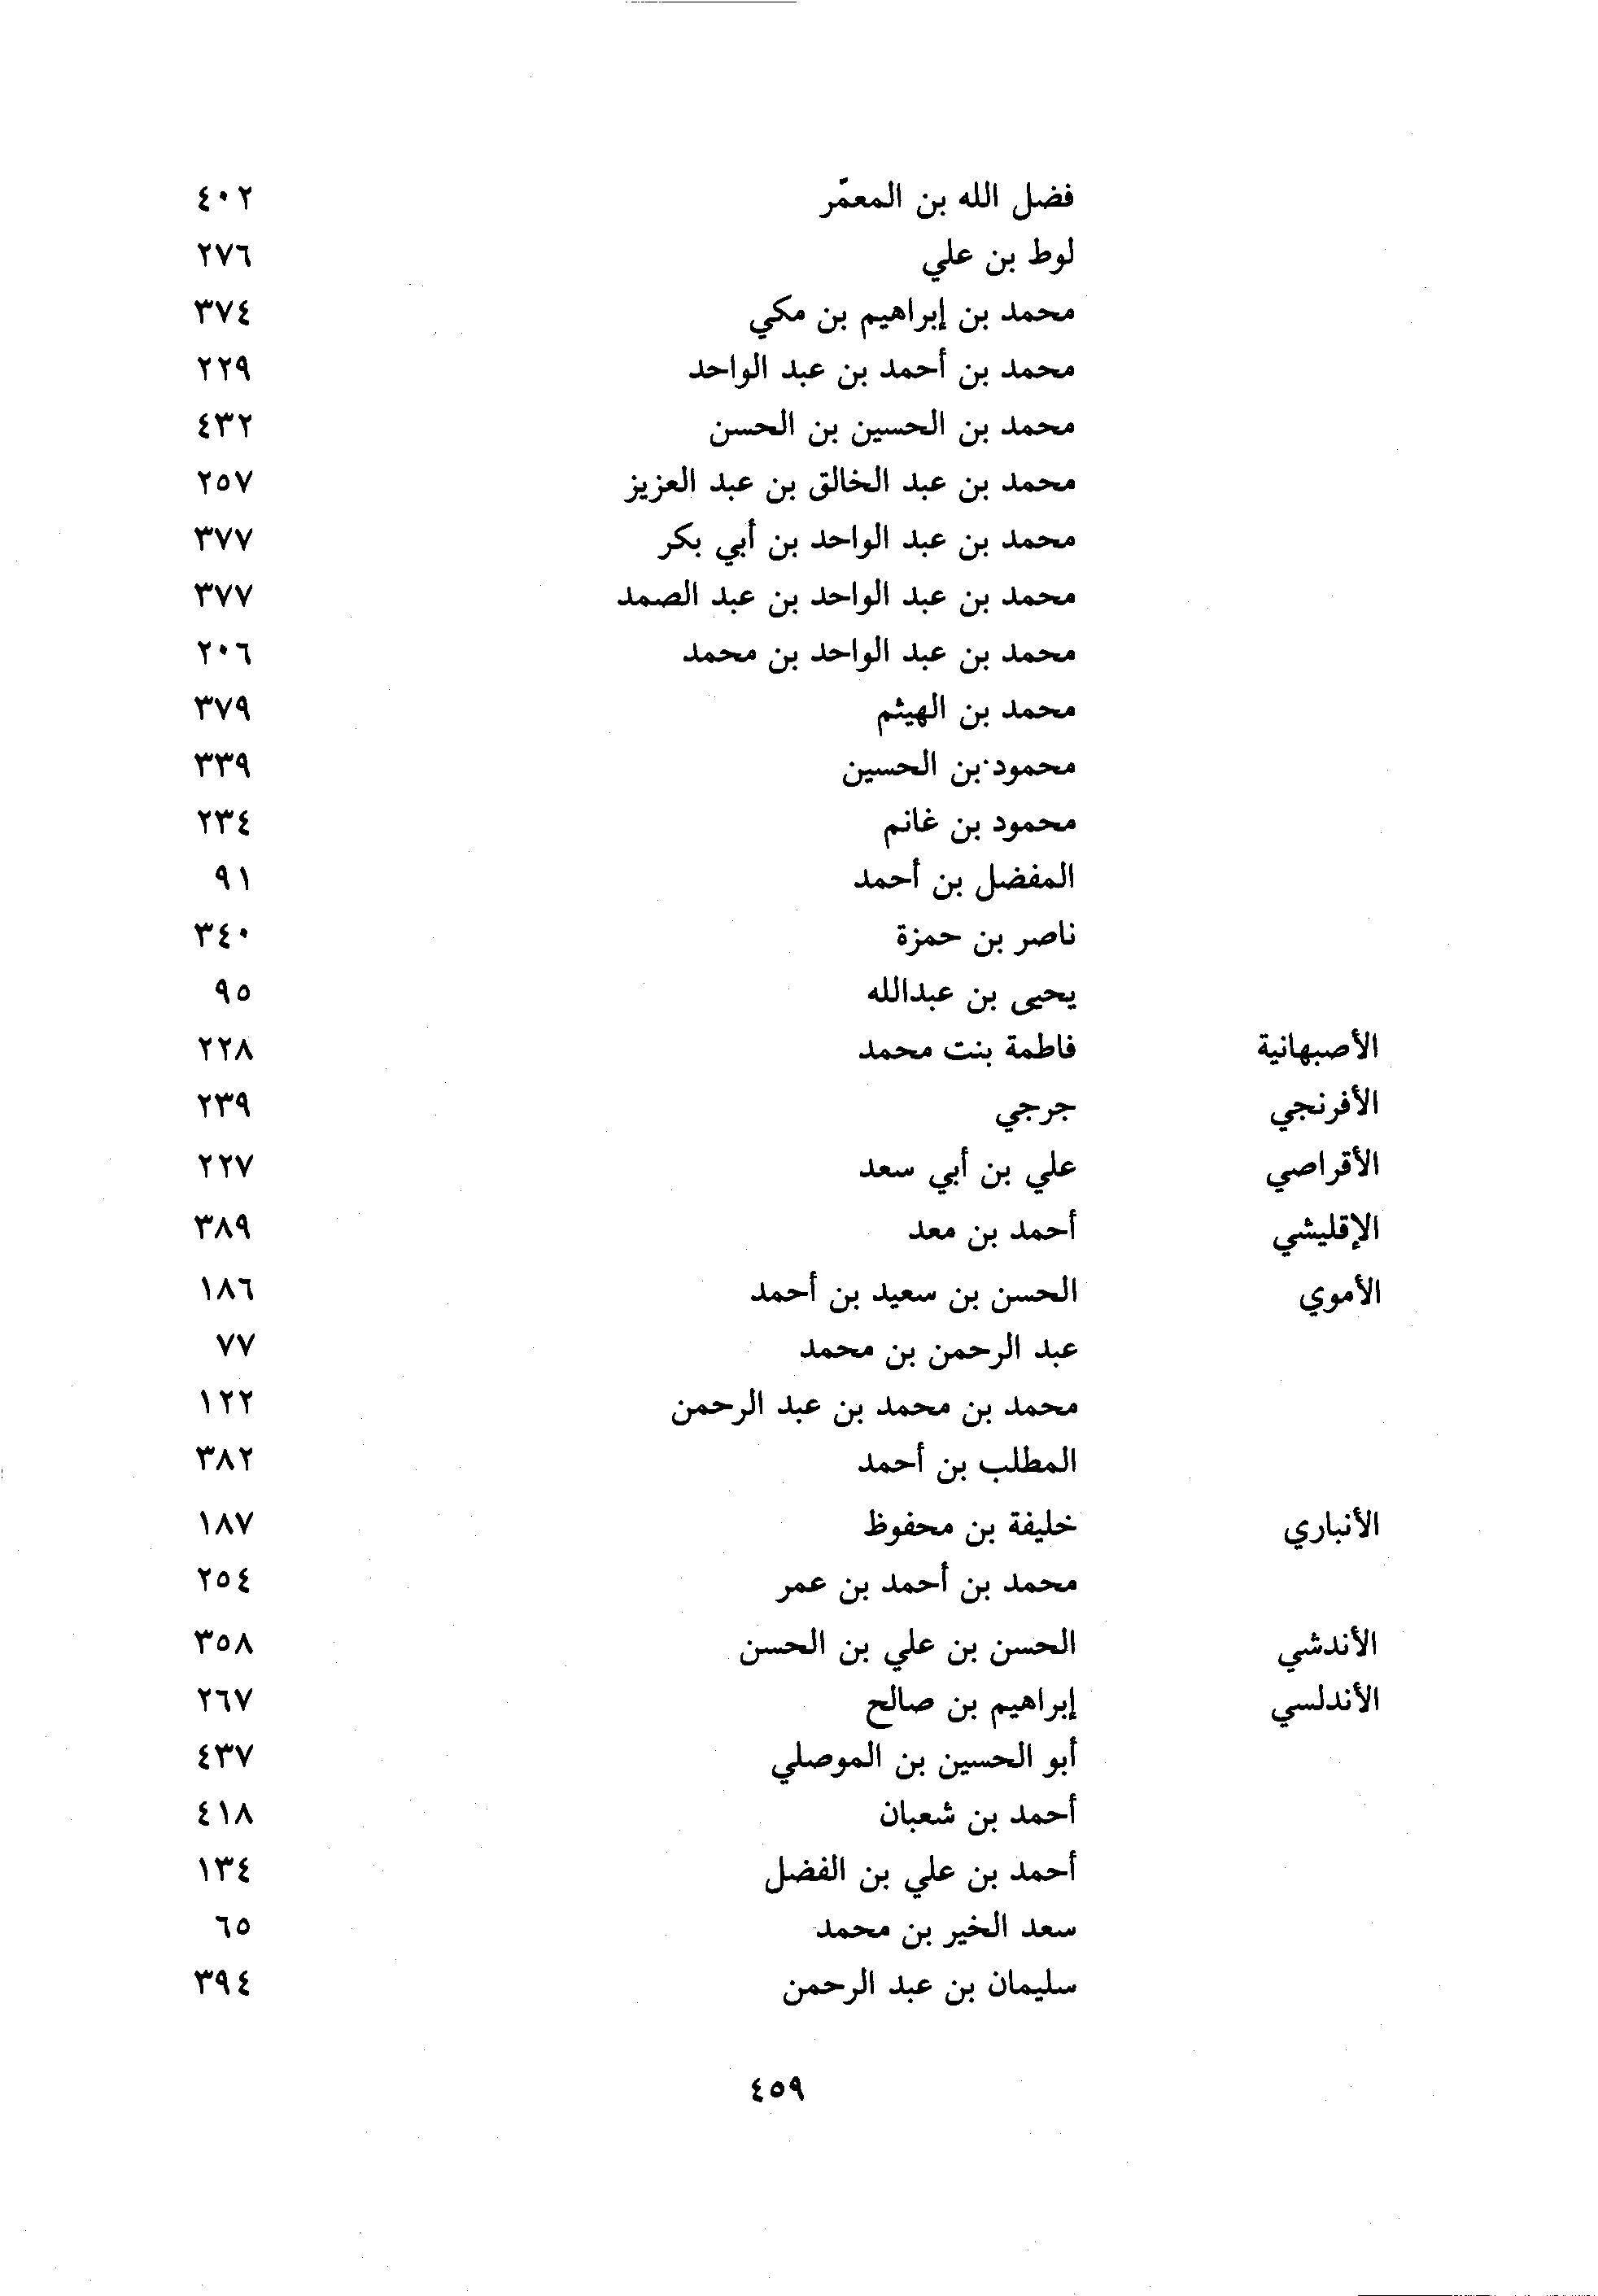 فضل الله بن المعمّر ٤٠٢
لوط بن علي ٢٧٦
محمد بن إبراهيم بن مكي ٣٧٤
محمد بن أحمد بن عبد الواحد ٢٢٩
محمد بن الحسين بن الحسن ٤٣٢
محمد بن عبد الخالق بن عبد العزيز ٢٥٧
محمد بن عبد الواحد بن أبي بكر ٣٧٧
محمد بن عبد الواحد بن عبد الصمد ٣٧٧
محمد بن عبد الواحد بن محمد ٢٠٦
محمد بن الهيثم ٣٧٩
محمود بن الحسين ٣٣٩
محمود بن غانم ٢٣٤
المفضل بن أحمد ٩١
ناصر بن حمزة ٣٤٠
يحيى بن عبدالله ٩٥
الأصبهانية فاطمة بنت محمد ٢٢٨
الأفرنجي جرجي ٢٣٩
الأقراصي علي بن أبي سعد ٢٢٧
الإقليشي أحمد بن معد ٣٨٩
الأموي الحسن بن سعيد بن أحمد ١٨٦
عبد الرحمن بن محمد ٧٧
محمد بن محمد بن عبد الرحمن ١٢٢
المطلب بن أحمد ٣٨٢
الأنباري خليفة بن محفوظ ١٨٧
محمد بن أحمد بن عمر ٢٥٤
الأندشي الحسن بن علي بن الحسن ٣٥٨
الأندلسي إبراهيم بن صالح ٢٦٧
أبو الحسين بن الموصلي ٤٣٧
أحمد بن شعبان ٤١٨
أحمد بن علي بن الفضل ١٣٤
سعد الخير بن محمد ٦٥
سليمان بن عبد الرحمن ٣٩٤
٤٥٩